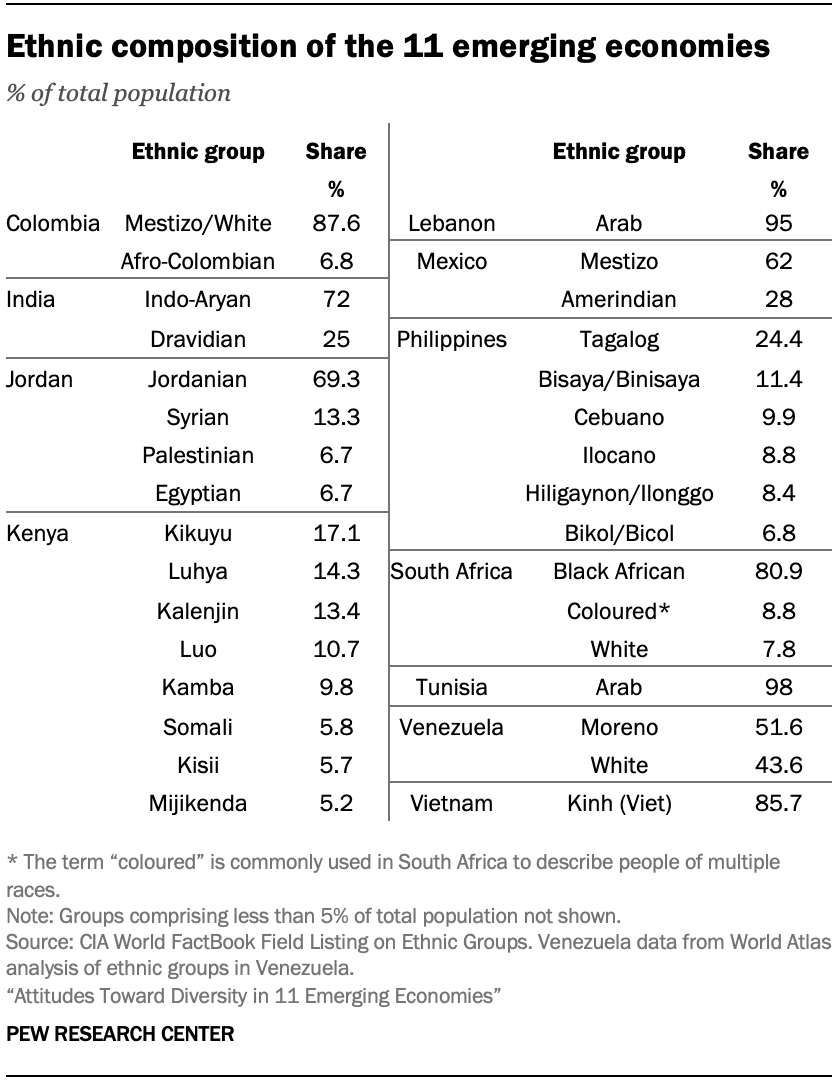 Ethnic composition of the 11 emerging economies
% of total population
Ethnic group Share
%
Colombia Mestizo/White 87.6
Afro-Colombian 6.8
India Indo-Aryan 72
Dravidian 25
Jordan Jordanian 69.3
Syrian 13.3
Palestinian 6.7
Egyptian 6.7
Kenya Kikuyu 17.1
Luhya 14.3
Kalenjin 13.4
Luo 10.7
Kamba 9.8
Somali 5.8
Kisii 5.7
Mijikenda 5.2
Ethnic group Share
%
Lebanon Arab 95
Mexico Mestizo 62
Amerindian 28
Philippines Tagalog 24.4
Bisaya/Binisaya 11.4
Cebuano 9.9
Ilocano 8.8
Hiligaynon/Ilonggo 8.4
Bikol/Bicol 6.8
South Africa Black African 80.9
Coloured* 8.8
White 7.8
Tunisia Arab 98
Venezuela Moreno 51.6
White 43.6
Vietnam Kinh (Viet) 85.7
* The term “coloured” is commonly used in South Africa to describe people of multiple
races.
Note: Groups comprising less than 5% of total population not shown.
Source: CIA World FactBook Field Listing on Ethnic Groups. Venezuela data from World Atlas
analysis of ethnic groups in Venezuela.
“Attitudes Toward Diversity in 11 Emerging Economies”
PEW RESEARCH CENTER